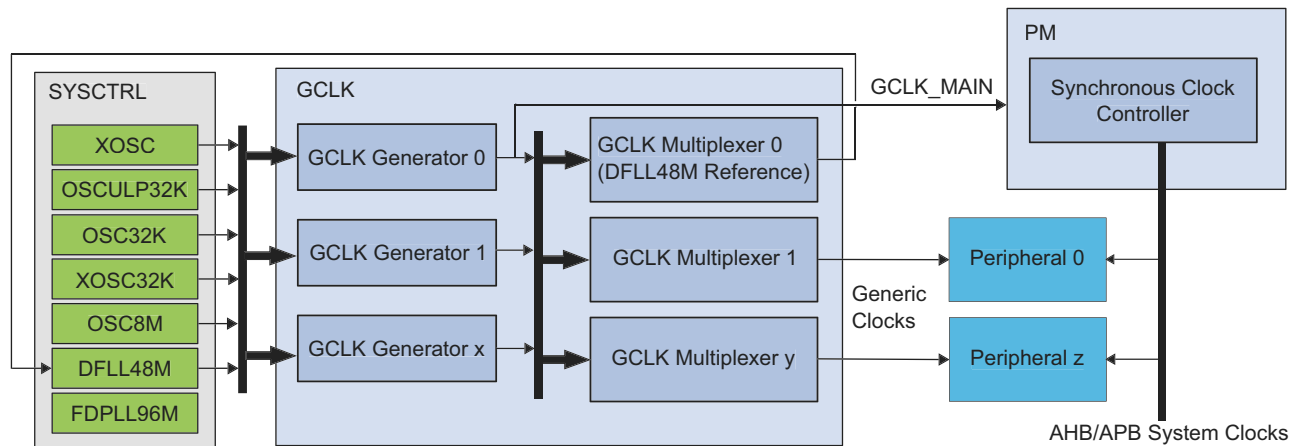 SYSCTRL
XOSC
OSCULP32K
OSC32K
XOSC32K
OSC8M
DFLL48M
FDPLL96M
GCLK
GCLK Generator 0
GCLK Generator 1
GCLK Generator x
GCLK Multiplexer 0
(DFLL48M Reference)
GCLK Multiplexer 1
GCLK Multiplexer y
GCLK_MAIN
Generic
Clocks
PM
Synchronous Clock
Controller
Peripheral 0
Peripheral z
AHB/APB System Clocks